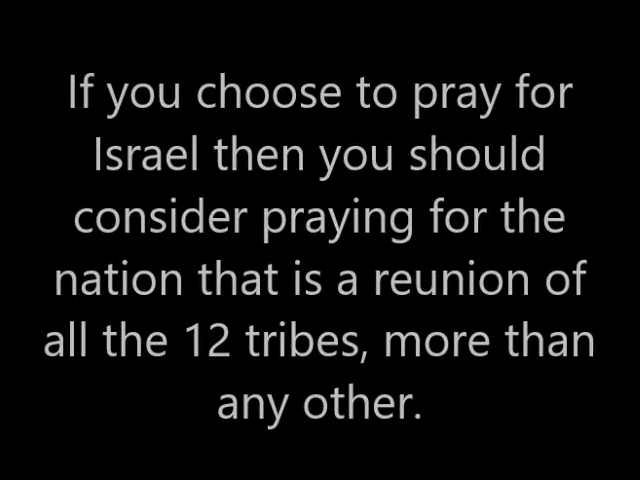 If you choose to pray for
Israel then you should
consider praying for the
nation that is a reunion of
all the 12 tribes, more than
any other.